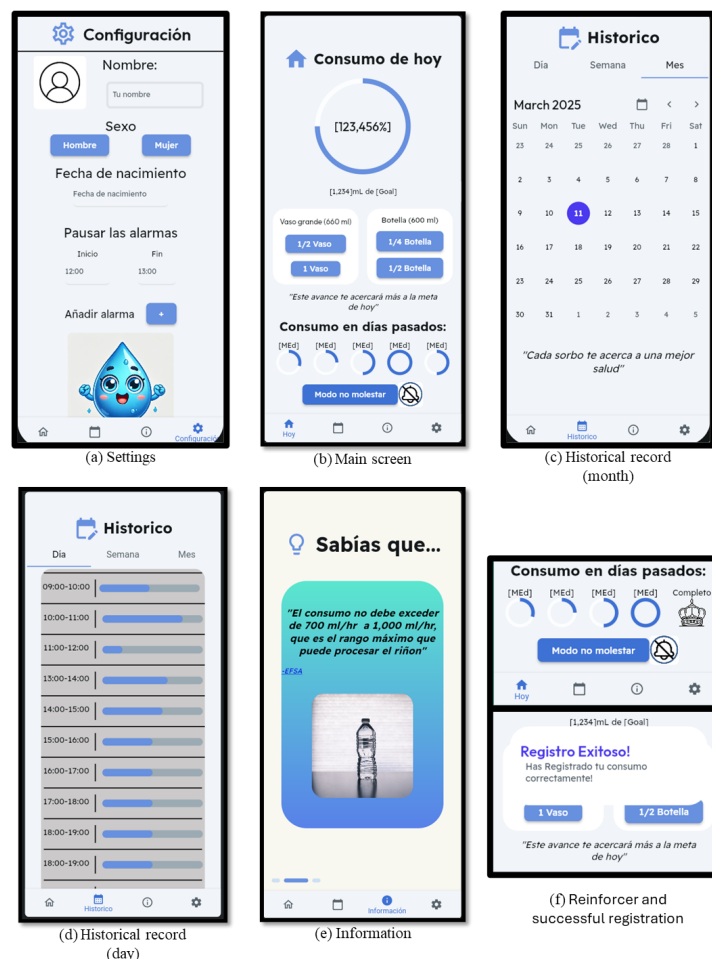 Configuración
Nombre:
Tu nombre
Sexo
Hombre Mujer
Fecha de nacimiento
Fecha de nacimiento
Pausar las alarmas
Inicio Fin
12:00 13:00
Añadir alarma +
Configuración
(a) Settings
Consumo de hoy
[123,456%]
[1,234]mL de [Goal]
Vaso grande (660 ml) Botella (600 ml)
1/2 Vaso 1/4 Botella
1 Vaso 1/2 Botella
"Este avance te acercará más a la meta
de hoy"
Consumo en días pasados:
[MEd] [MEd] [MEd] [MEd] [MEd]
Modo no molestar
Hoy
(b) Main screen
Historico
Dia Semana Mes
March 2025
Sun Mon Tue Wed Thu Fri Sat
23 24 25 26 27 28 1
2 3 4 5 6 7 8
9 10 11 12 13 14 15
16 17 18 19 20 21 22
23 24 25 26 27 28 29
30 31 1 2 3 4 5
"Cada sorbo te acerca a una mejor
salud"
Historico
(c) Historical record
(month)
Historico
Dia Semana Mes
09:00-10:00
10:00-11:00
11:00-12:00
13:00-14:00
14:00-15:00
15:00-16:00
16:00-17:00
17:00-18:00
18:00-19:00
18:00-19:00
Historico
(d) Historical record
(day)
Sabías que...
"El consumo no debe exceder
de 700 ml/hr a 1,000 ml/hr,
que es el rango máximo que
puede procesar el riñon"
-EFSA
Información
(e) Information
Consumo en días pasados:
[MEd] [MEd] [MEd] [MEd] Completo
Modo no molestar
Hoy
[1,234]mL de [Goal]
Registro Exitoso!
Has Registrado tu consumo
correctamente!
1 Vaso 1/2 Botella
"Este avance te acercará más a la meta
de hoy"
(f) Reinforcer and
successful registration